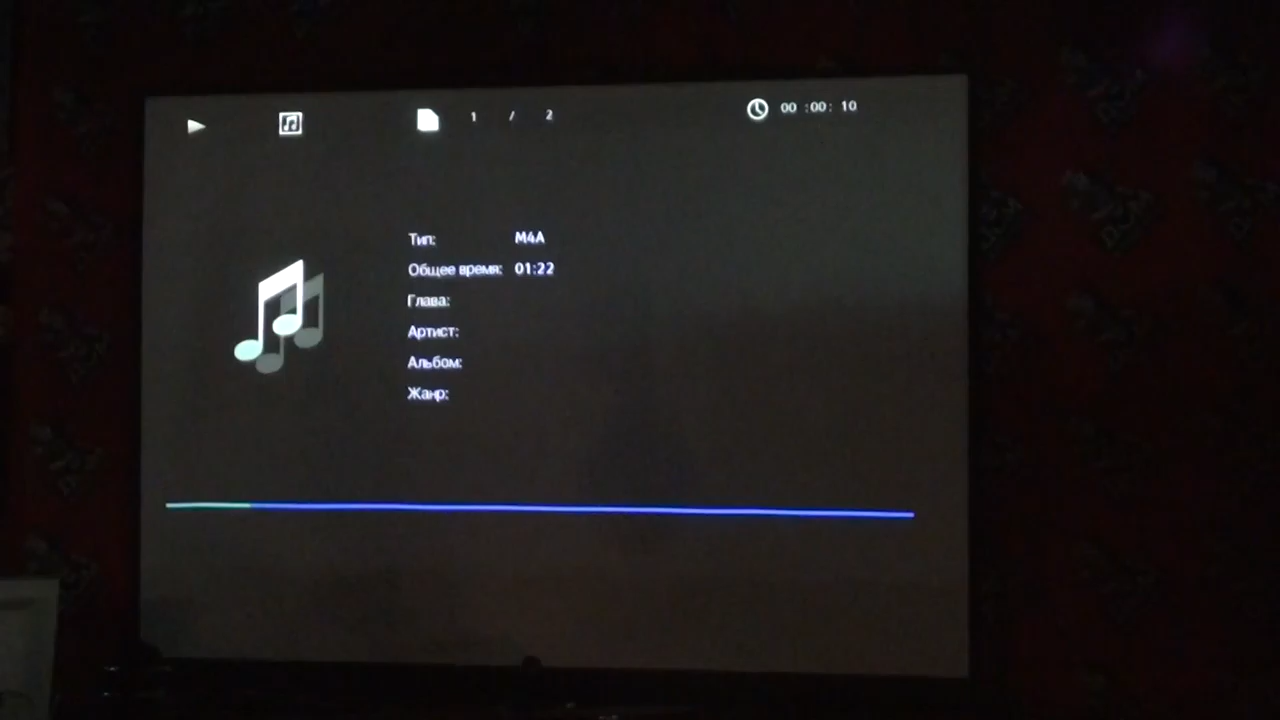 1 / 2 00 :00: 10
Тип: M4A
Общее время: 01:22
Глава:
Артист:
Альбом:
Жанр: